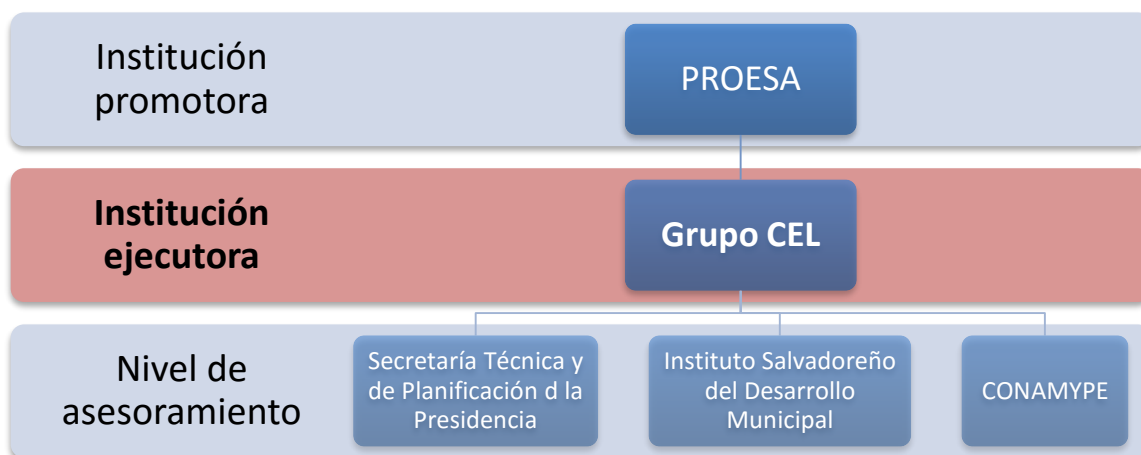 Institución
promotora
PROESA
Institución
ejecutora
Grupo CEL
Nivel de
asesoramiento
Secretaría Técnica y
de Planificación d la
Presidencia
Instituto Salvadoreño
del Desarrollo
Municipal
CONAMYPE